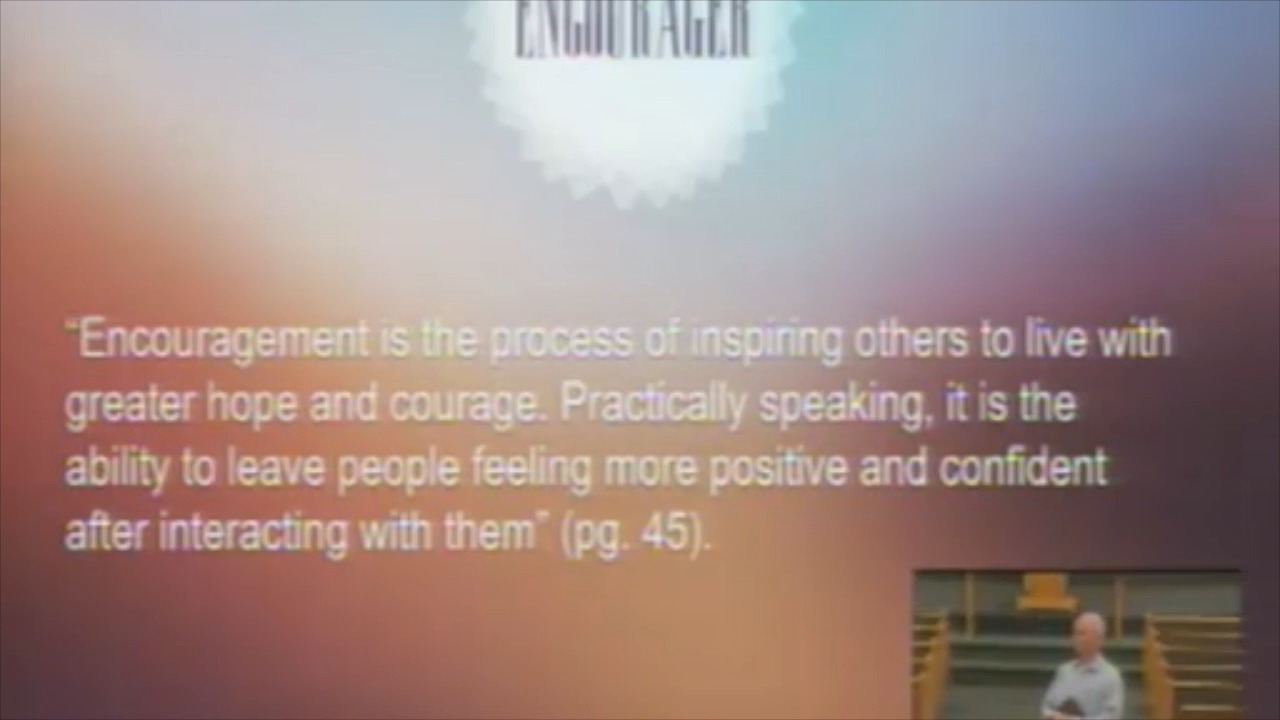 ENCOURAGER
“Encouragement is the process of inspiring others to live with
greater hope and courage. Practically speaking, it is the
ability to leave people feeling more positive and confident
after interacting with them” (pg. 45).